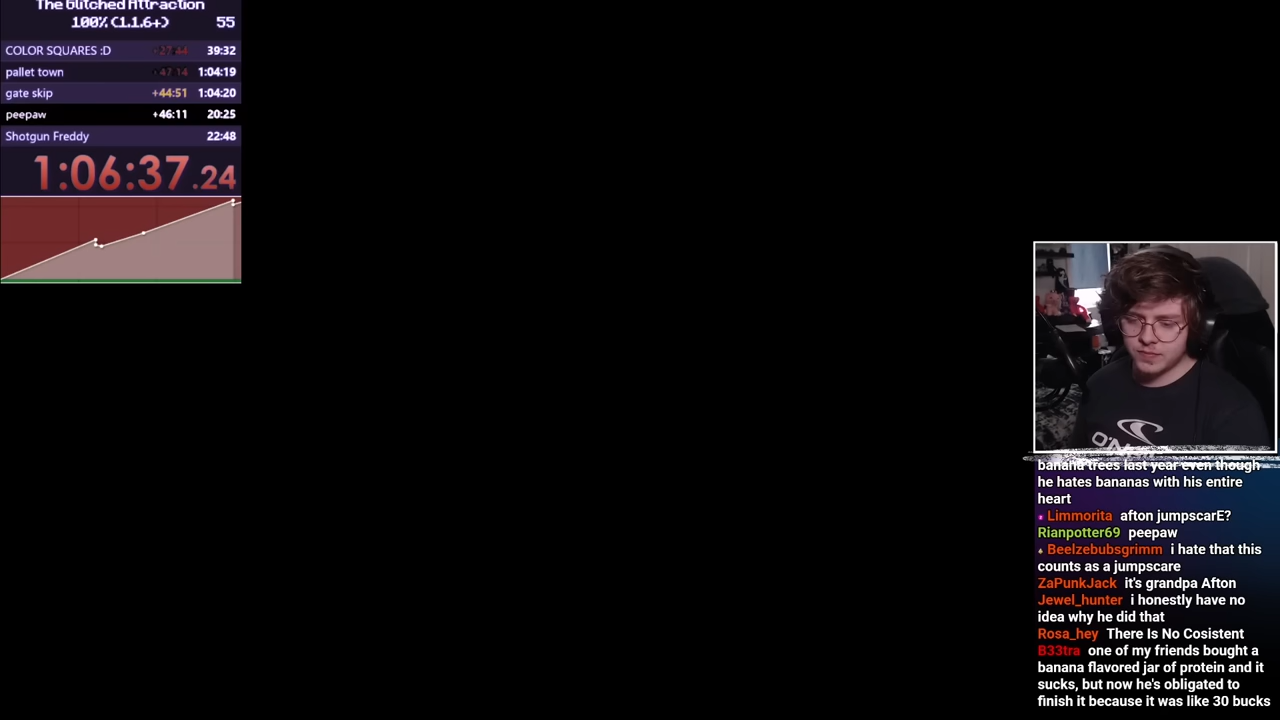 The Glitched Attraction
100% (1.1.6+) 55
COLOR SQUARES :D +27:44 39:32
pallet town +47:14 1:04:19
gate skip +44:51 1:04:20
peepaw +46:11 20:25
Shotgun Freddy 22:48
1:06:37.24
banana trees last year even though
he hates bananas with his entire
heart
Limmorita afton jumpscarE?
Rianpotter69 peepaw
Beelzebubsgrimm i hate that this
counts as a jumpscare
ZaPunkJack it's grandpa Afton
Jewel_hunter i honestly have no
idea why he did that
Rosa_hey There Is No Cosistent
B33tra one of my friends bought a
banana flavored jar of protein and it
sucks, but now he's obligated to
finish it because it was like 30 bucks